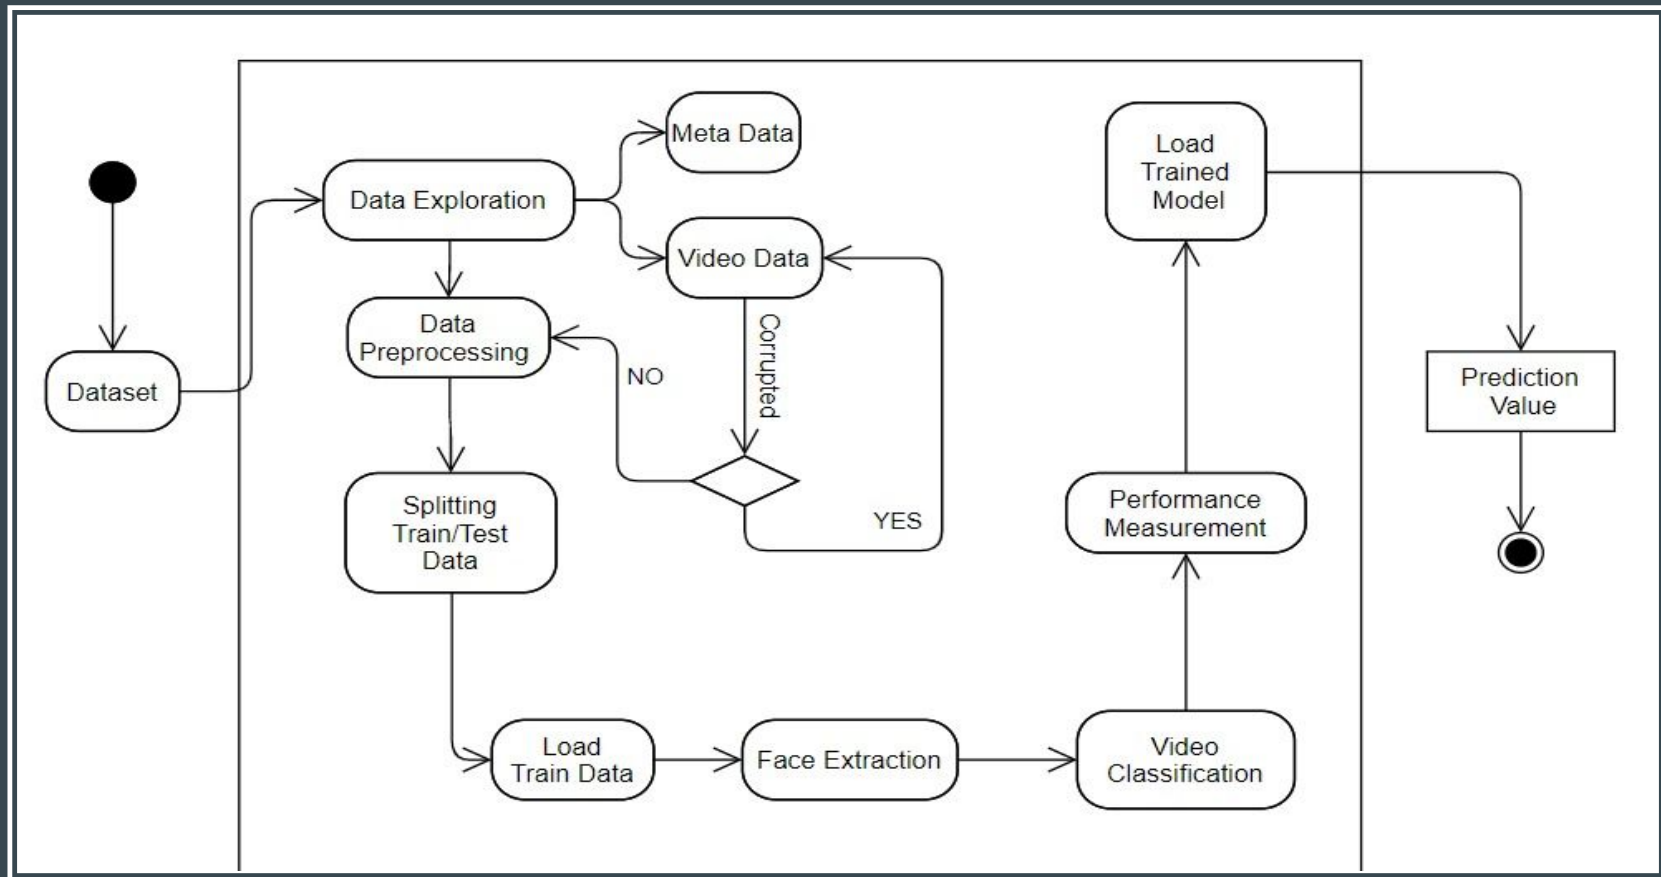 Dataset
Data Exploration
Meta Data
Video Data
Corrupted
NO
YES
Data
Preprocessing
Splitting
Train/Test
Data
Load
Train Data
Face Extraction
Video
Classification
Performance
Measurement
Load
Trained
Model
Prediction
Value